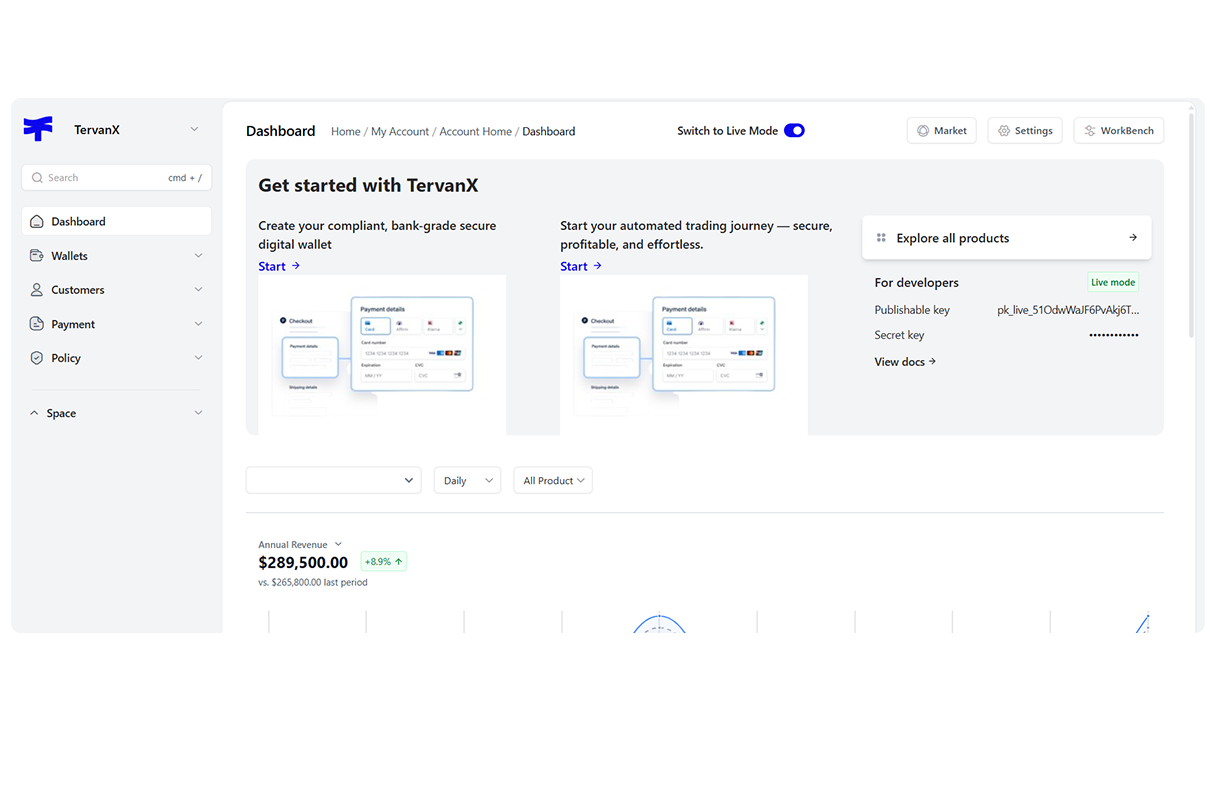 TervanX
Search cmd + /
Dashboard
Wallets
Customers
Payment
Policy
Space
Dashboard Home / My Account / Account Home / Dashboard
Switch to Live Mode
Market
Settings
WorkBench
Get started with TervanX
Create your compliant, bank-grade secure
digital wallet
Start →
Checkout
Payment details
Shipping details
Payment details
Card
Affirm
Klarna
Card number
1234 1234 1234 1234
VISA
Expiration CVC
MM / YY CVC
Start your automated trading journey — secure,
profitable, and effortless.
Start →
Checkout
Payment details
Shipping details
Payment details
Card
Affirm
Klarna
Card number
1234 1234 1234 1234
VISA
Expiration CVC
MM / YY CVC
Explore all products →
For developers Live mode
Publishable key pk_live_51OdwWaJF6PvAkj6T...
Secret key ••••••••••••
View docs →
Daily
All Product
Annual Revenue
$289,500.00 +8.9% ↑
vs. $265,800.00 last period